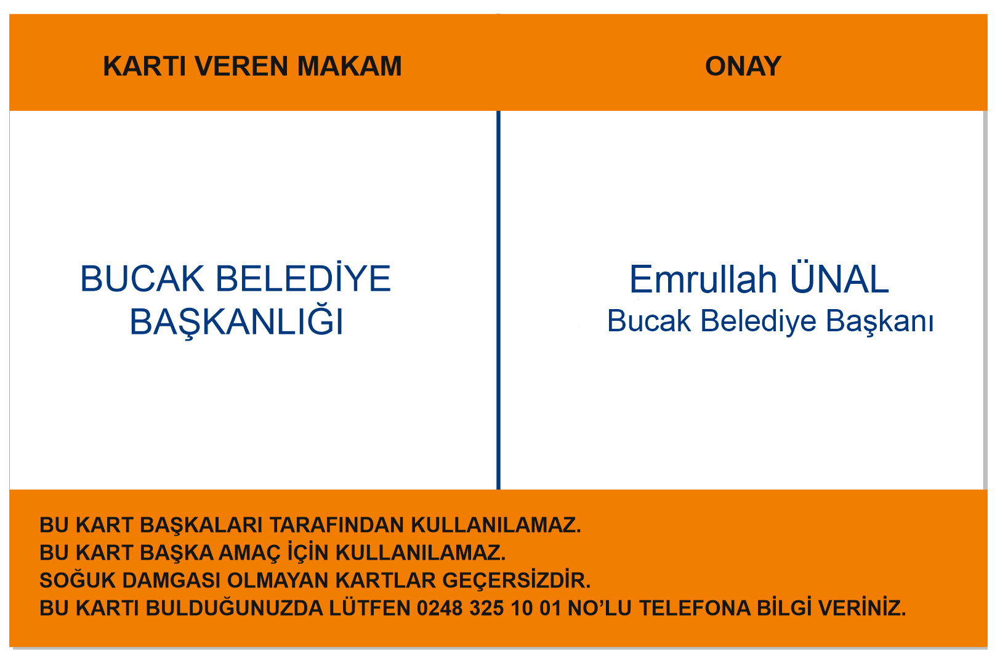 KARTI VEREN MAKAM
ONAY
BUCAK BELEDİYE
BAŞKANLIĞI
Emrullah ÜNAL
Bucak Belediye Başkanı
BU KART BAŞKALARI TARAFINDAN KULLANILAMAZ.
BU KART BAŞKA AMAÇ İÇİN KULLANILAMAZ.
SOĞUK DAMGASI OLMAYAN KARTLAR GEÇERSİZDİR.
BU KARTI BULDUĞUNUZDA LÜTFEN 0248 325 10 01 NO’LU TELEFONA BİLGİ VERİNİZ.